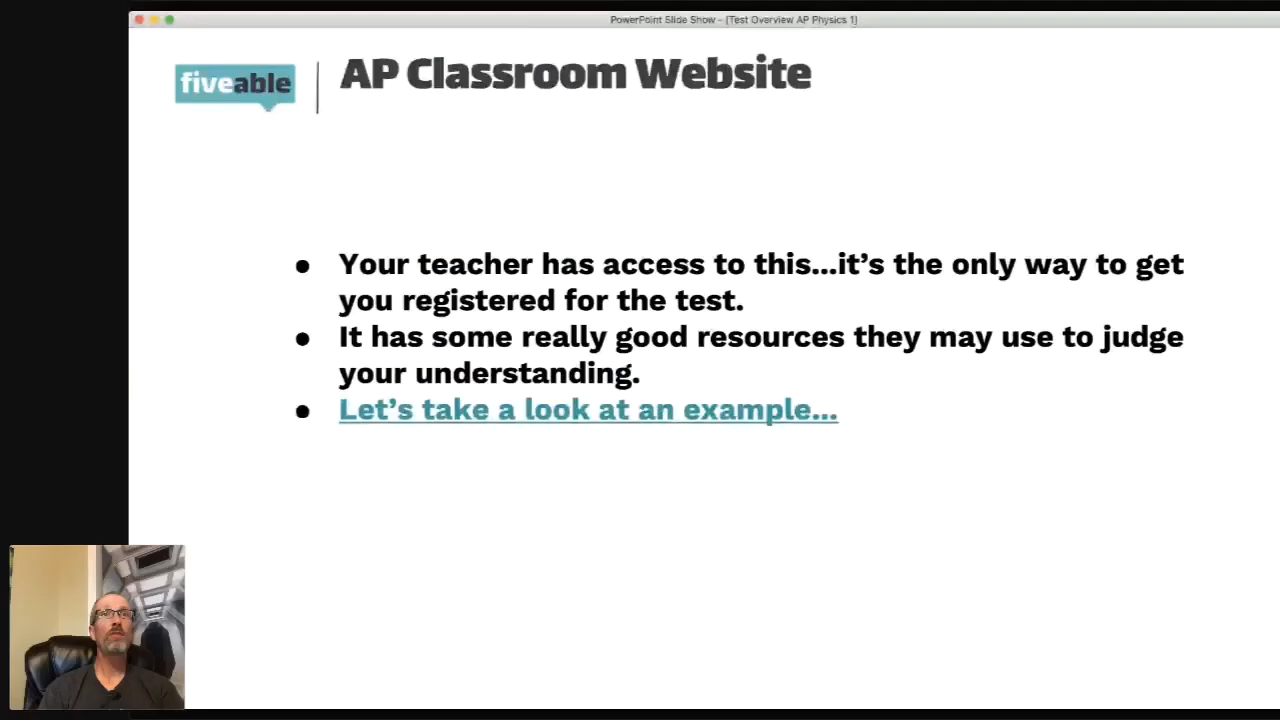 PowerPoint Slide Show - [Test Overview AP Physics 1]
fiveable
AP Classroom Website
● Your teacher has access to this...it's the only way to get
you registered for the test.
● It has some really good resources they may use to judge
your understanding.
● Let's take a look at an example...